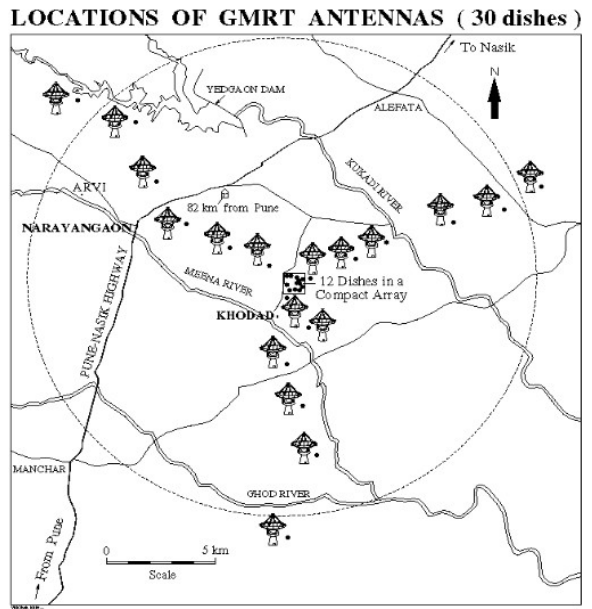 LOCATIONS OF GMRT ANTENNAS ( 30 dishes )
To Nasik
N
YEDGAON DAM
ALEFATA
KUKADI RIVER
ARVI
82 km from Pune
NARAYANGAON
MEENA RIVER
12 Dishes in a
Compact Array
PUNE-NASIK HIGHWAY
KHODAD
MANCHAR
GHOD RIVER
From Pune
0 5 km
Scale